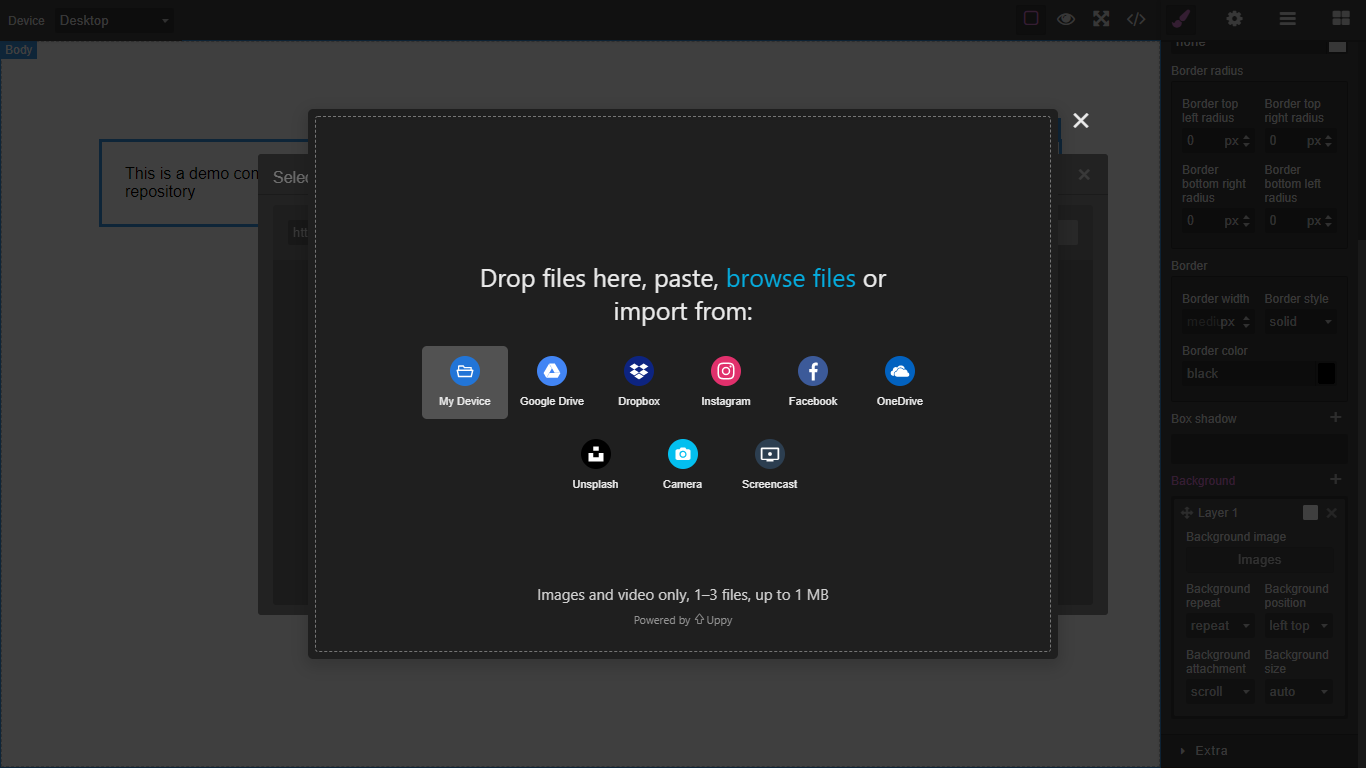 Device Desktop
Body
none
Border radius
Border top left radius
Border top right radius
0 px
0 px
Border bottom right radius
Border bottom left radius
0 px
0 px
Border
Border width
Border style
px
solid
Border color
black
Box shadow
Background
Layer 1
Background image
Images
Background repeat
Background position
repeat
left top
Background attachment
Background size
scroll
auto
Extra
This is a demo con
repository
Selec
htt
Drop files here, paste, browse files or
import from:
My Device
Google Drive
Dropbox
Instagram
Facebook
OneDrive
Unsplash
Camera
Screencast
Images and video only, 1–3 files, up to 1 MB
Powered by Uppy